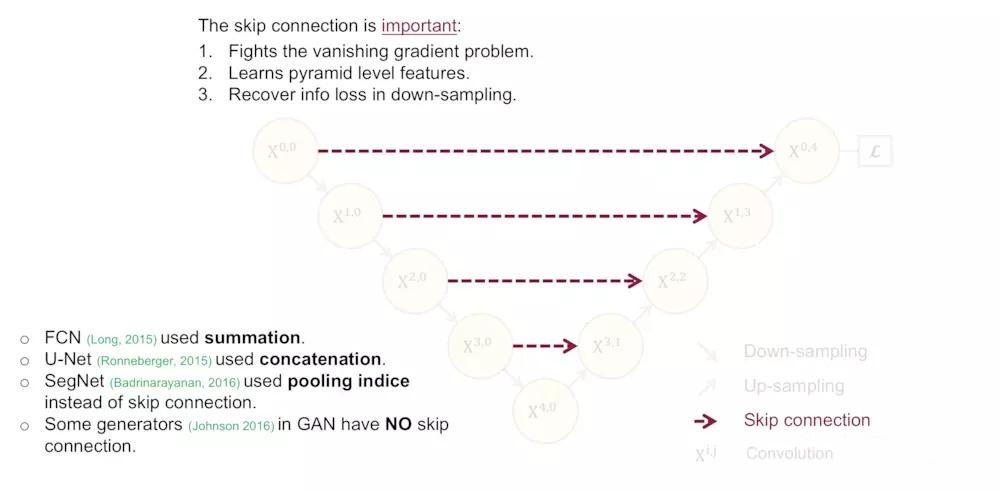 The skip connection is important:
1. Fights the vanishing gradient problem.
2. Learns pyramid level features.
3. Recover info loss in down-sampling.
X^0,0
X^0,4
ℒ
X^1,0
X^1,3
X^2,0
X^2,2
X^3,0
X^3,1
X^4,0
○ FCN (Long, 2015) used summation.
○ U-Net (Ronneberger, 2015) used concatenation.
○ SegNet (Badrinarayanan, 2016) used pooling indice
instead of skip connection.
○ Some generators (Johnson 2016) in GAN have NO skip
connection.
Down-sampling
Up-sampling
Skip connection
X^i,j Convolution